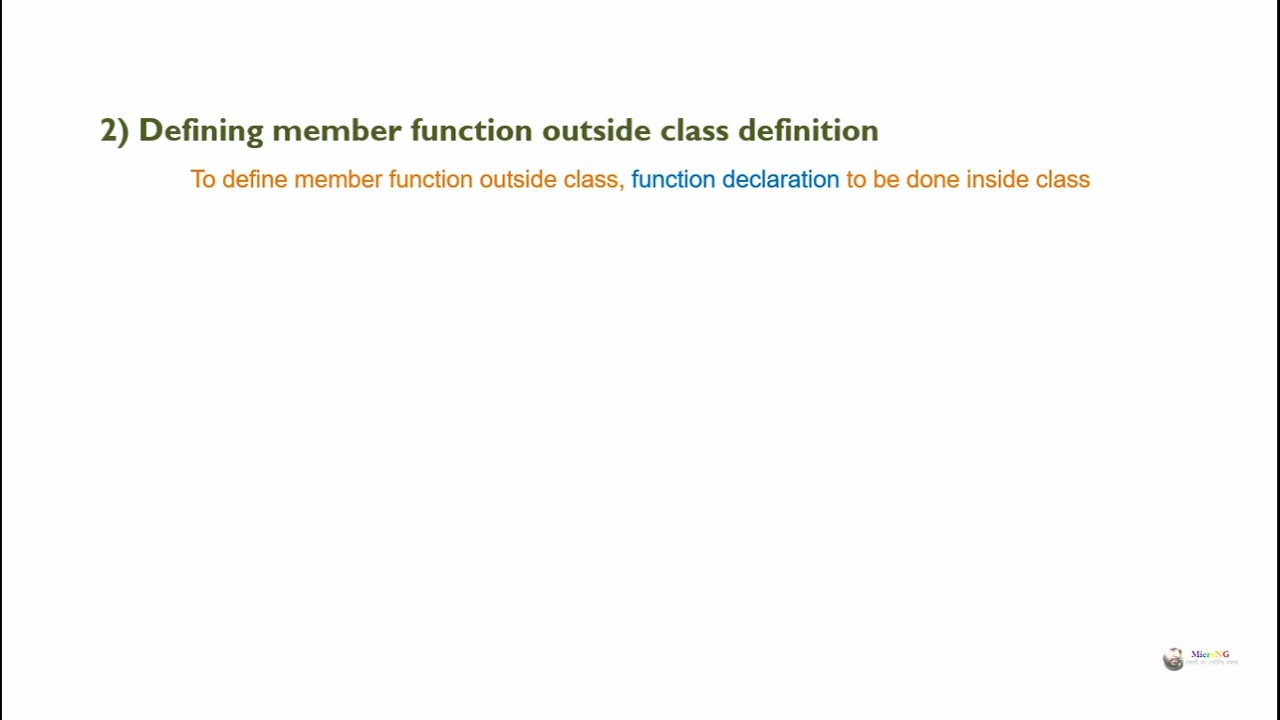 2) Defining member function outside class definition
To define member function outside class, function declaration to be done inside class
MicroNG